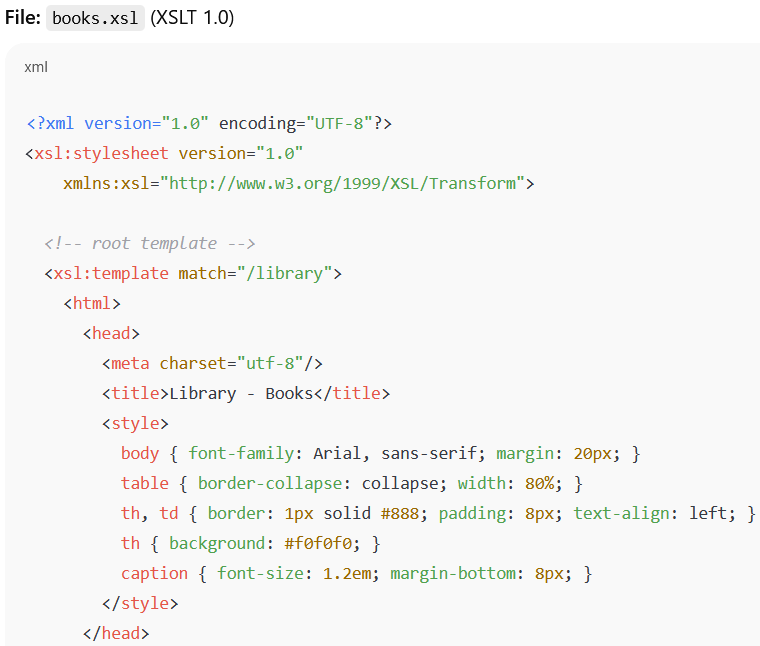 File: books.xsl (XSLT 1.0)
xml
<?xml version="1.0" encoding="UTF-8"?>
<xsl:stylesheet version="1.0"
    xmlns:xsl="http://www.w3.org/1999/XSL/Transform">
  <!-- root template -->
  <xsl:template match="/library">
    <html>
      <head>
        <meta charset="utf-8"/>
        <title>Library - Books</title>
        <style>
          body { font-family: Arial, sans-serif; margin: 20px; }
          table { border-collapse: collapse; width: 80%; }
          th, td { border: 1px solid #888; padding: 8px; text-align: left; }
          th { background: #f0f0f0; }
          caption { font-size: 1.2em; margin-bottom: 8px; }
        </style>
      </head>